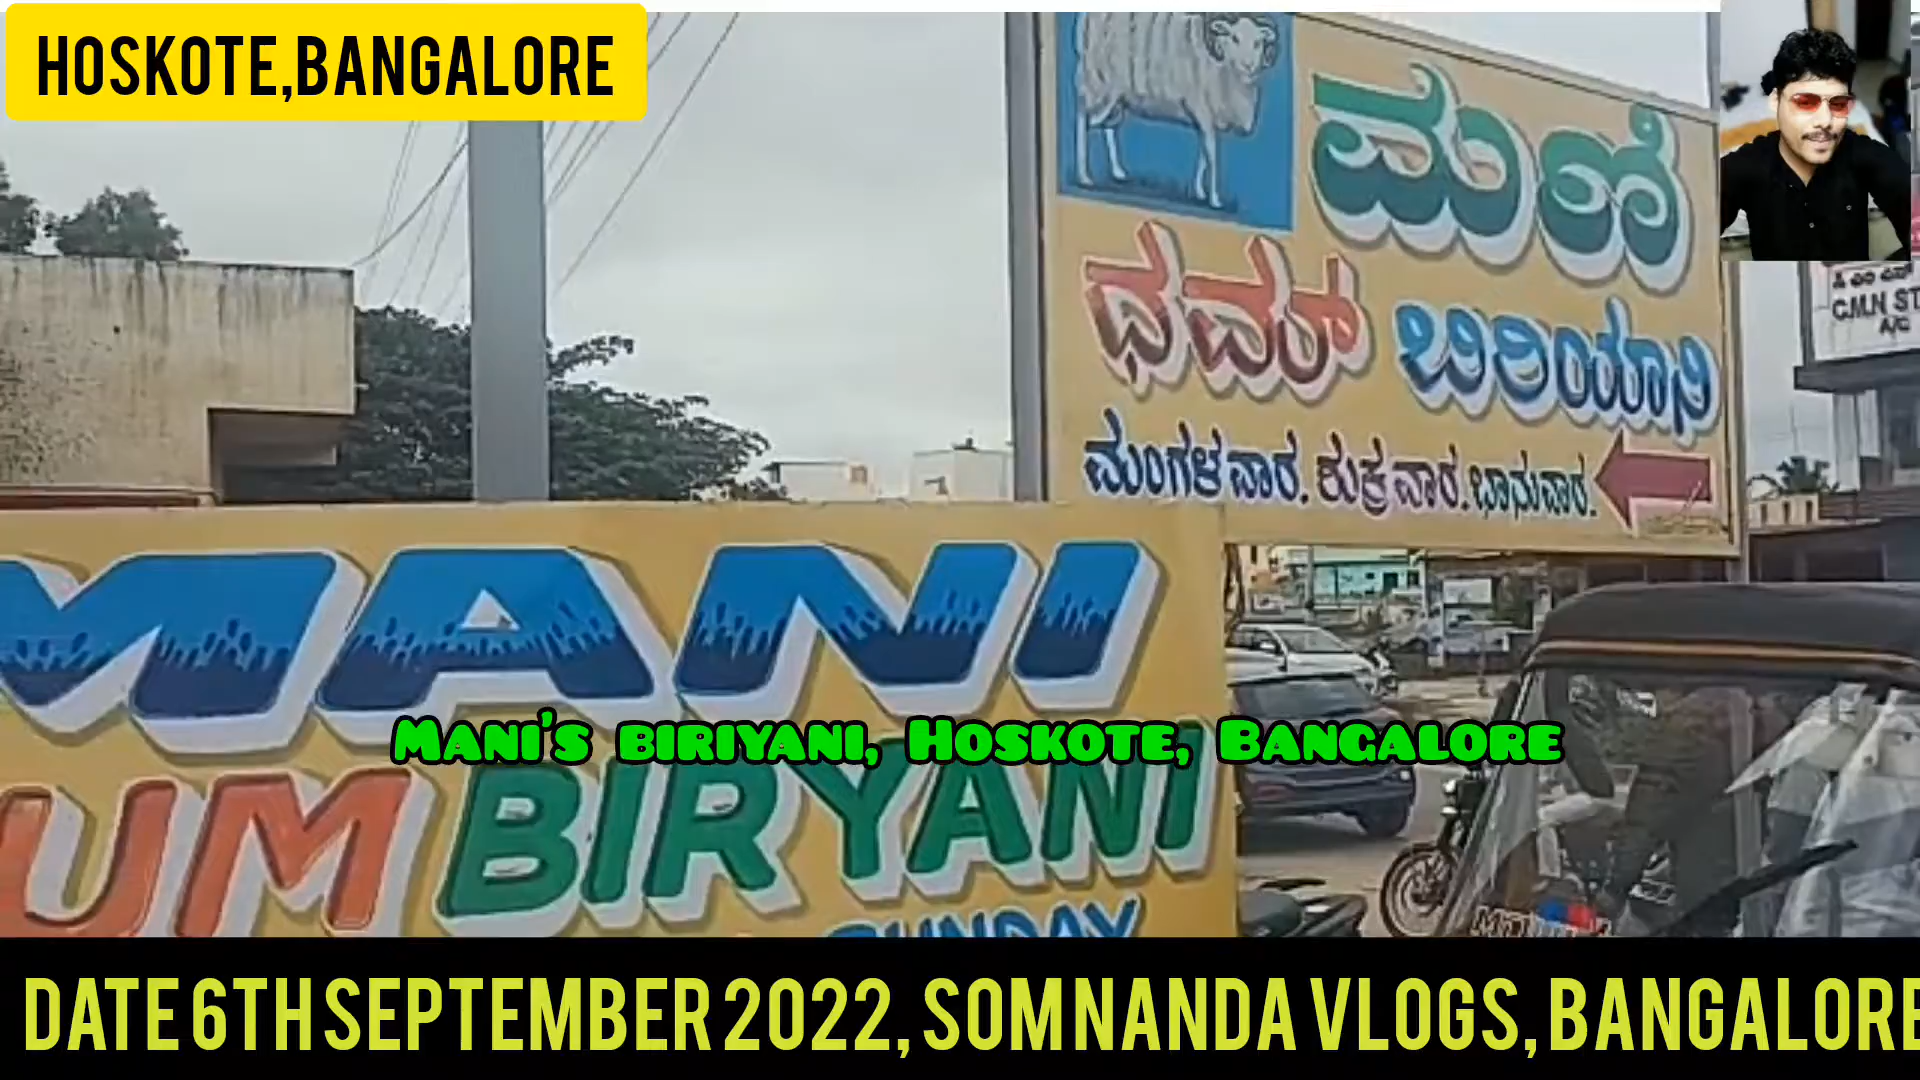 HOSKOTE,BANGALORE
ಮಣಿ
ಧಮ್ ಬಿರಿಯಾನಿ
ಮಂಗಳವಾರ. ಶುಕ್ರವಾರ. ಭಾನುವಾರ.
C.M.N ST
A/C
MANI
UM BIRYANI
SUNDAY
Mani's biriyani, Hoskote, Bangalore
DATE 6TH SEPTEMBER 2022, SOMNANDA VLOGS, BANGALORE